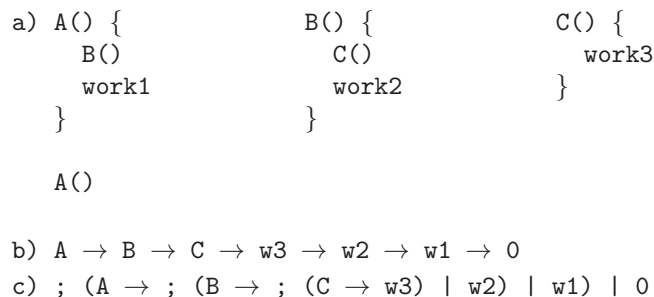 a) A() { B() { C() {
B() C() work3
work1 work2 }
} }
A()
b) A → B → C → w3 → w2 → w1 → 0
c) ; (A → ; (B → ; (C → w3) | w2) | w1) | 0